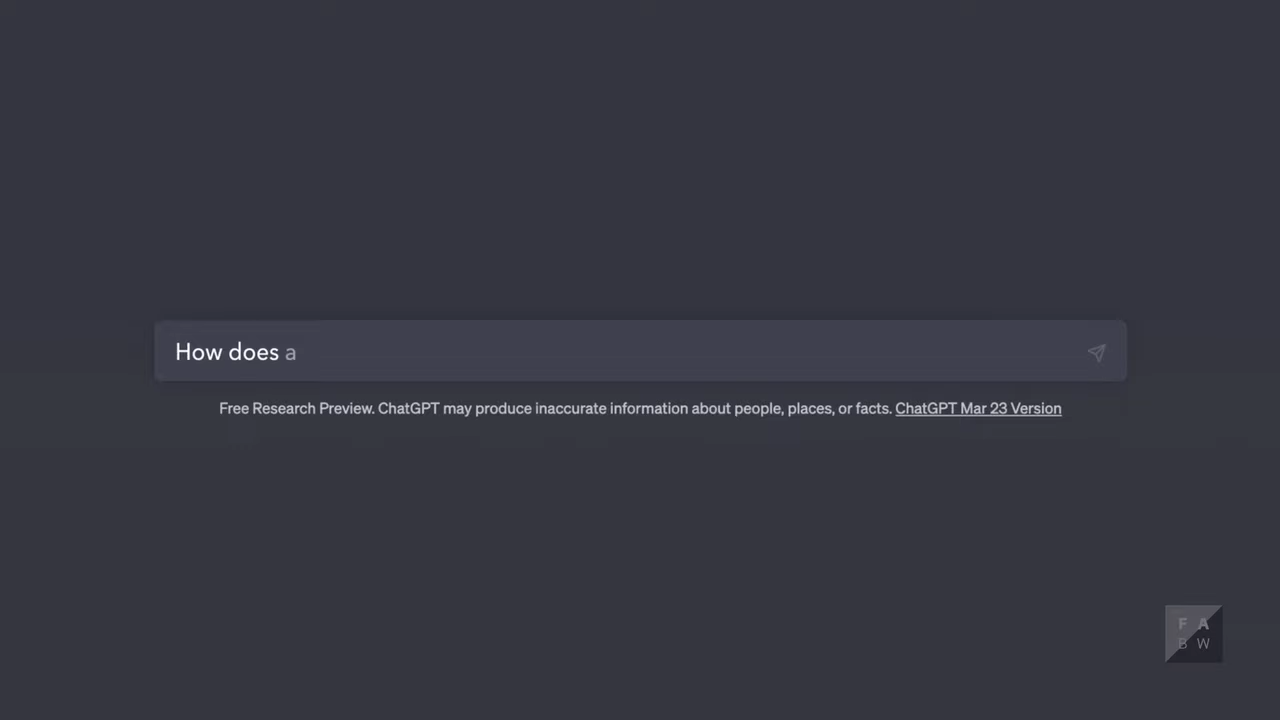 How does a
Free Research Preview. ChatGPT may produce inaccurate information about people, places, or facts. ChatGPT Mar 23 Version
F A
B W